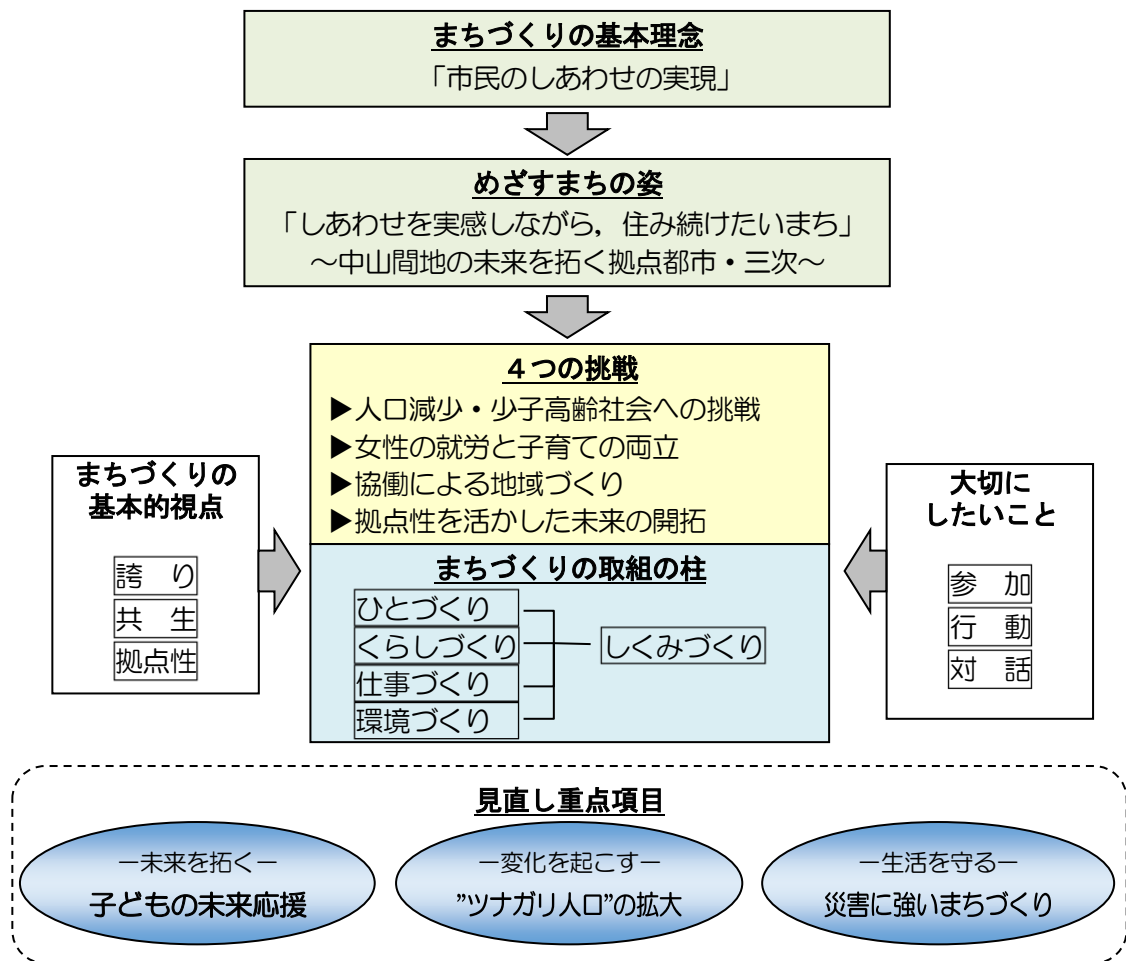 まちづくりの基本理念
「市民のしあわせの実現」
めざすまちの姿
「しあわせを実感しながら，住み続けたいまち」
～中山間地の未来を拓く拠点都市・三次～
４つの挑戦
▶人口減少・少子高齢社会への挑戦
▶女性の就労と子育ての両立
▶協働による地域づくり
▶拠点性を活かした未来の開拓
まちづくりの
基本的視点
誇　り
共　生
拠点性
まちづくりの取組の柱
ひとづくり
くらしづくり
仕事づくり
環境づくり
しくみづくり
大切に
したいこと
参　加
行　動
対　話
見直し重点項目
－未来を拓く－
子どもの未来応援
－変化を起こす－
”ツナガリ人口”の拡大
－生活を守る－
災害に強いまちづくり